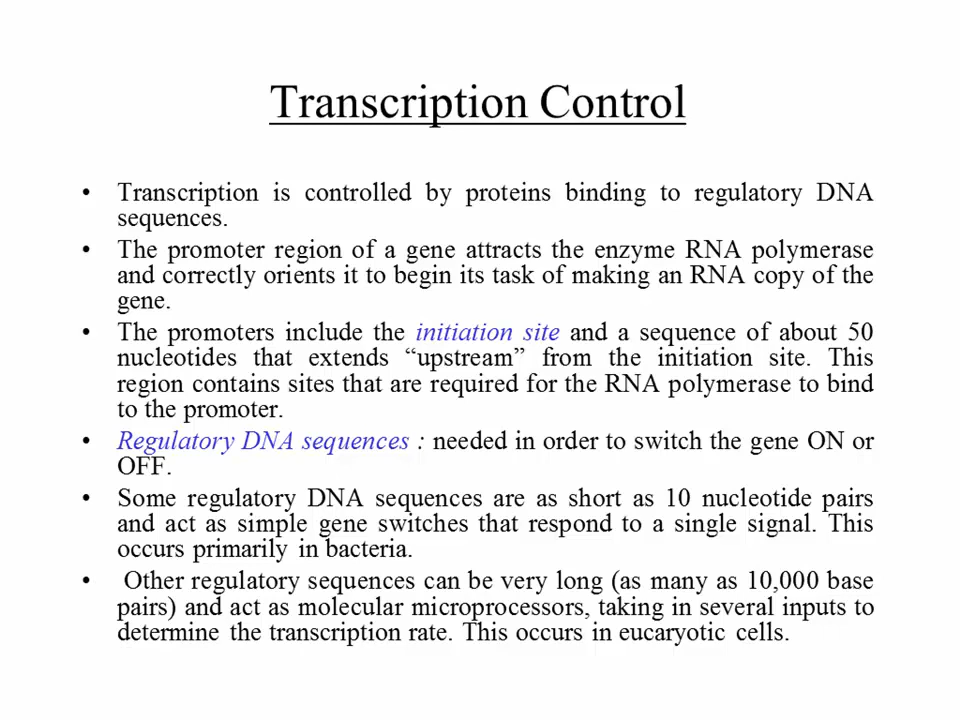 Transcription Control
• Transcription is controlled by proteins binding to regulatory DNA
sequences.
• The promoter region of a gene attracts the enzyme RNA polymerase
and correctly orients it to begin its task of making an RNA copy of the
gene.
• The promoters include the initiation site and a sequence of about 50
nucleotides that extends “upstream” from the initiation site. This
region contains sites that are required for the RNA polymerase to bind
to the promoter.
• Regulatory DNA sequences : needed in order to switch the gene ON or
OFF.
• Some regulatory DNA sequences are as short as 10 nucleotide pairs
and act as simple gene switches that respond to a single signal. This
occurs primarily in bacteria.
• Other regulatory sequences can be very long (as many as 10,000 base
pairs) and act as molecular microprocessors, taking in several inputs to
determine the transcription rate. This occurs in eucaryotic cells.